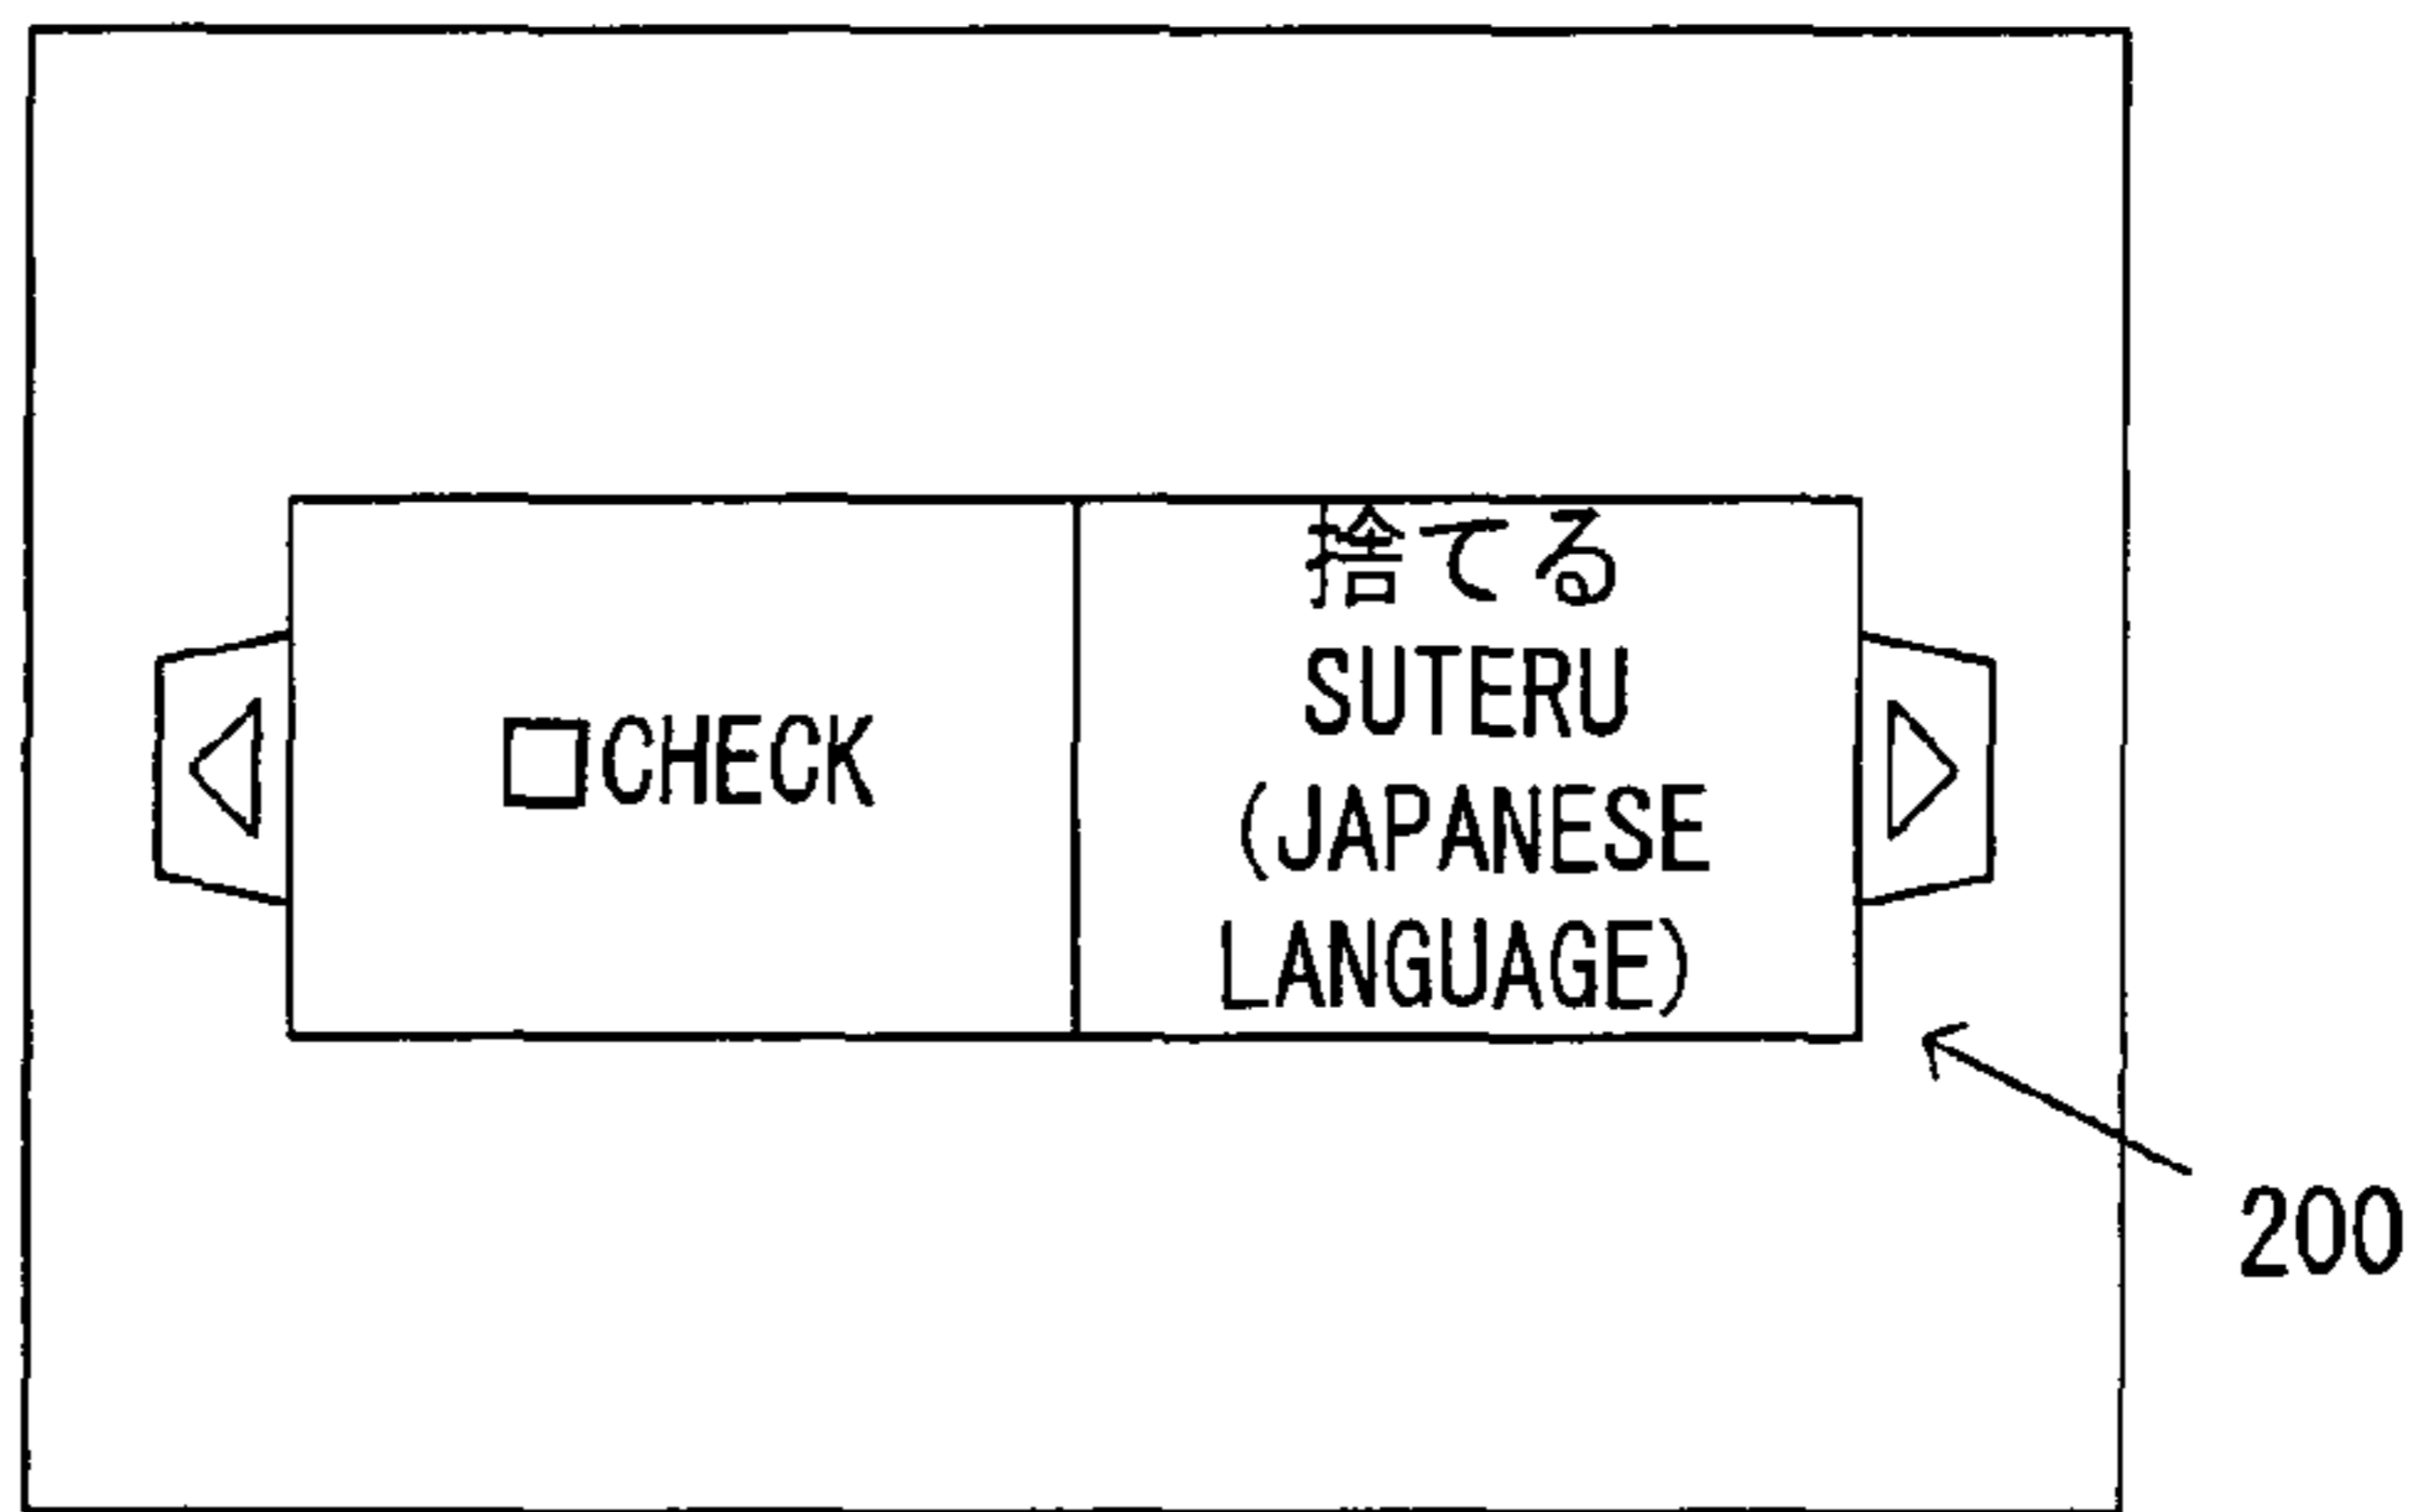 □CHECK
捨てる
SUTERU
(JAPANESE
LANGUAGE)
200